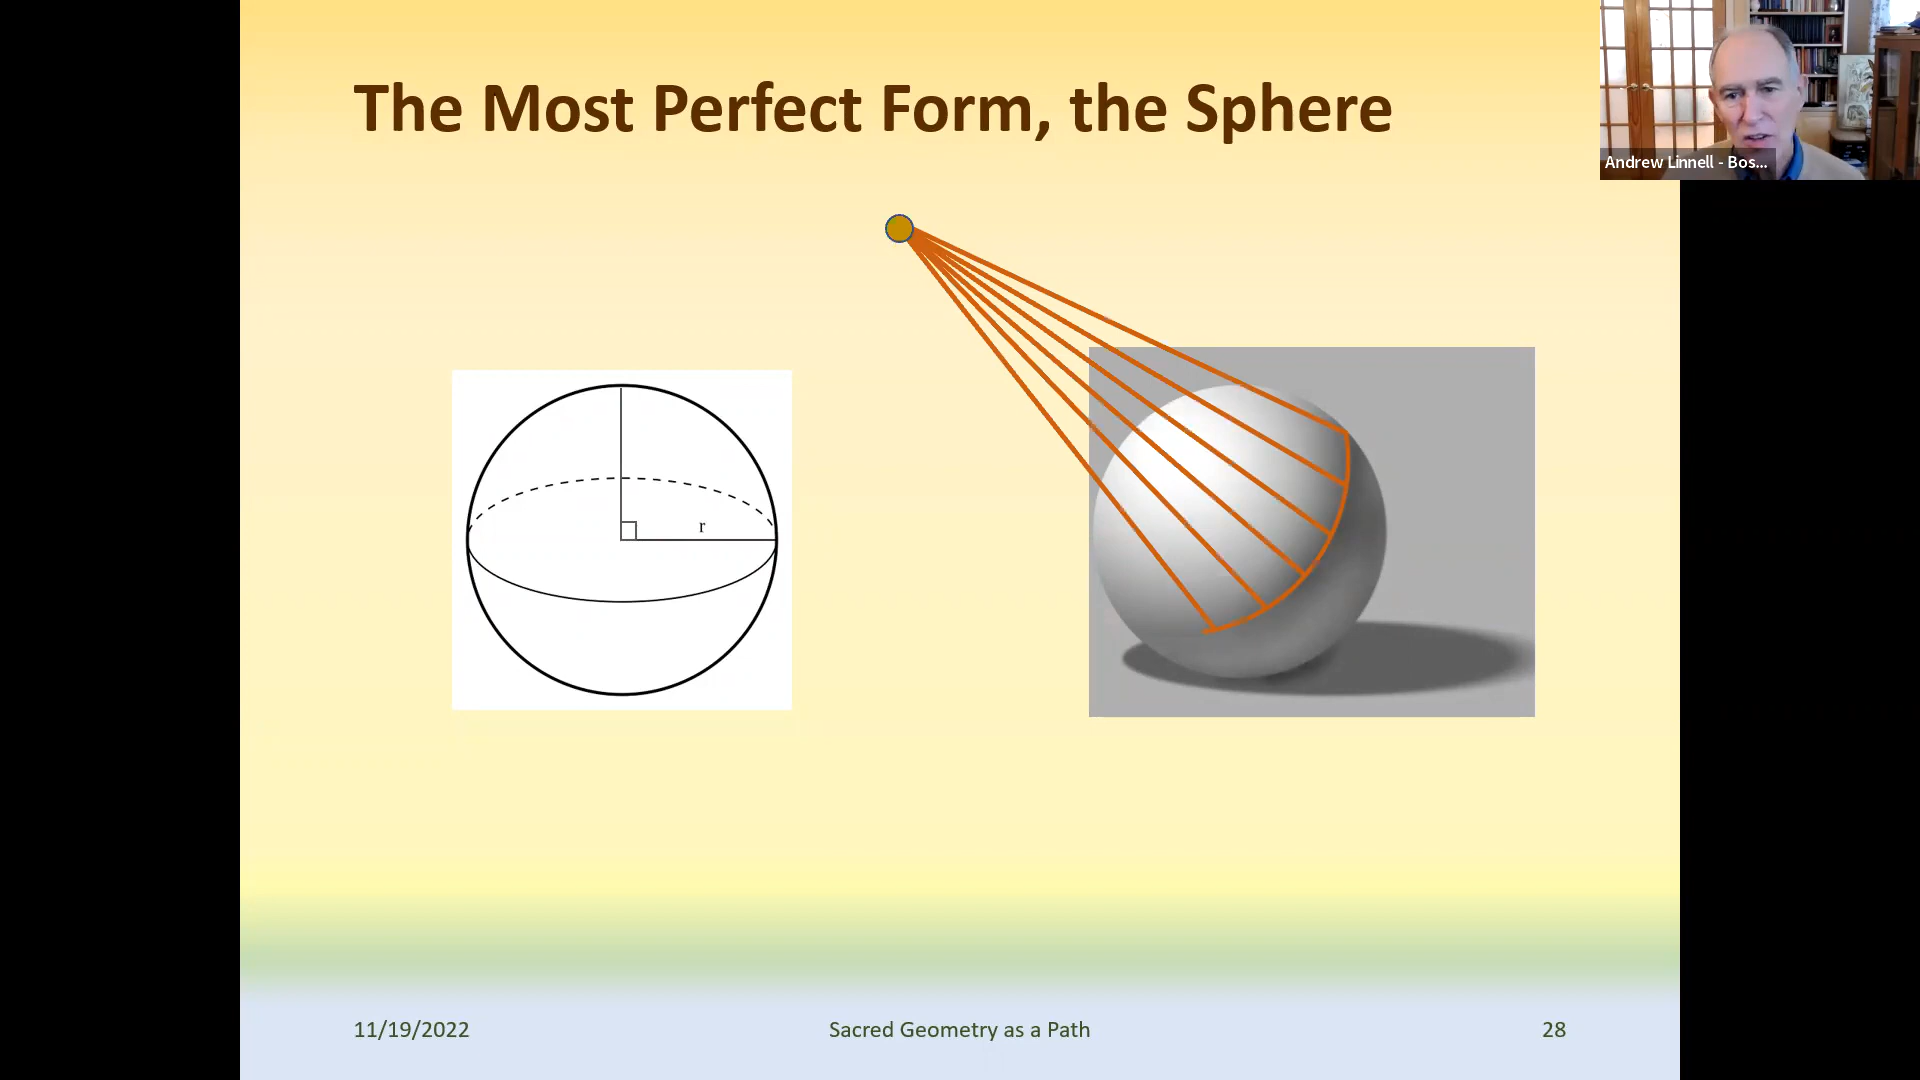 The Most Perfect Form, the Sphere
Andrew Linnell - Bos...
r
11/19/2022
Sacred Geometry as a Path
28